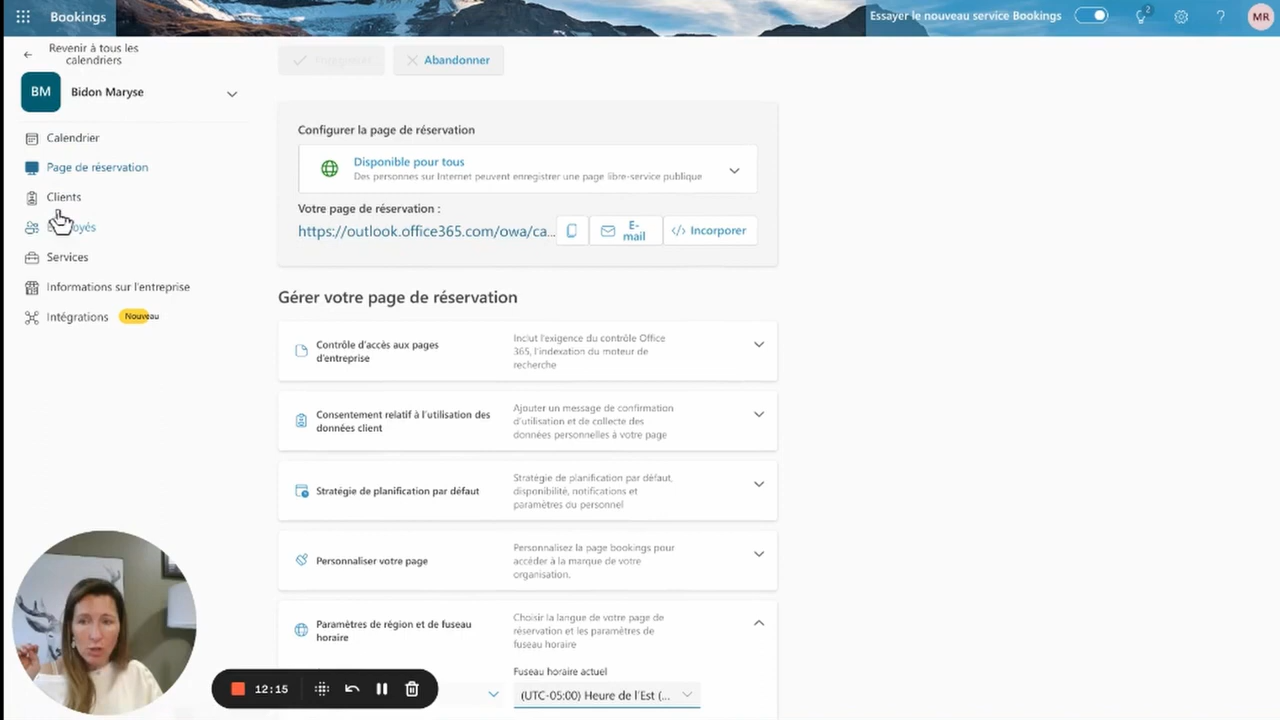 Bookings
Essayer le nouveau service Bookings
2
?
MR
Revenir à tous les
calendriers
BM
Bidon Maryse
Calendrier
Page de réservation
Clients
Services
Informations sur l'entreprise
Intégrations
Nouveau
Abandonner
Configurer la page de réservation
Disponible pour tous
Des personnes sur Internet peuvent enregistrer une page libre-service publique
Votre page de réservation :
https://outlook.office365.com/owa/ca...
E-
mail
</> Incorporer
Gérer votre page de réservation
Contrôle d'accès aux pages
d'entreprise
Inclut l'exigence du contrôle Office
365, l'indexation du moteur de
recherche
Consentement relatif à l'utilisation des
données client
Ajouter un message de confirmation
d'utilisation et de collecte des
données personnelles à votre page
Stratégie de planification par défaut
Stratégie de planification par défaut,
disponibilité, notifications et
paramètres du personnel
Personnaliser votre page
Personnalisez la page bookings pour
accéder à la marque de votre
organisation.
Paramètres de région et de fuseau
horaire
Choisir la langue de votre page de
réservation et les paramètres de
fuseau horaire
Fuseau horaire actuel
(UTC-05:00) Heure de l'Est (...
12:15